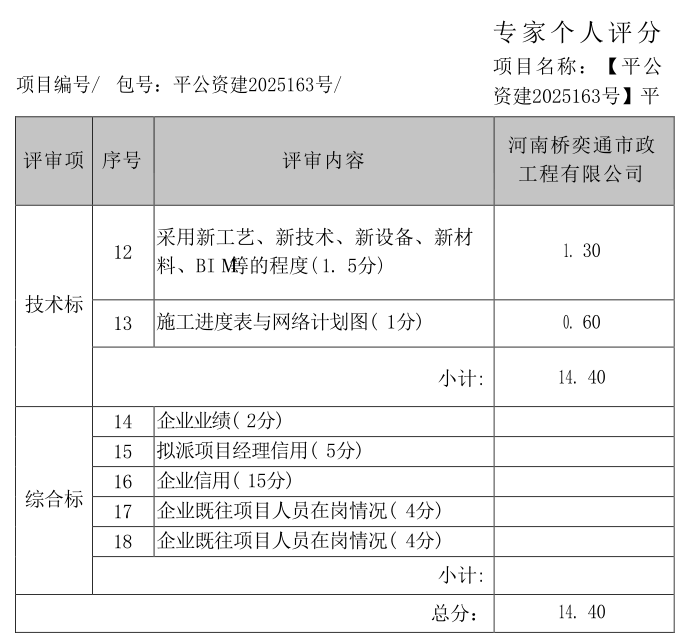 专家个人评分
项目编号/ 包号：平公资建2025163号/
项目名称：【平公
资建2025163号】平
评审项 序号 评审内容 河南桥奕通市政
工程有限公司
技术标
12 采用新工艺、新技术、新设备、新材
料、BIM等的程度(1.5分) 1.30
13 施工进度表与网络计划图(1分) 0.60
小计: 14.40
综合标
14 企业业绩(2分)
15 拟派项目经理信用(5分)
16 企业信用(15分)
17 企业既往项目人员在岗情况(4分)
18 企业既往项目人员在岗情况(4分)
小计:
总分: 14.40